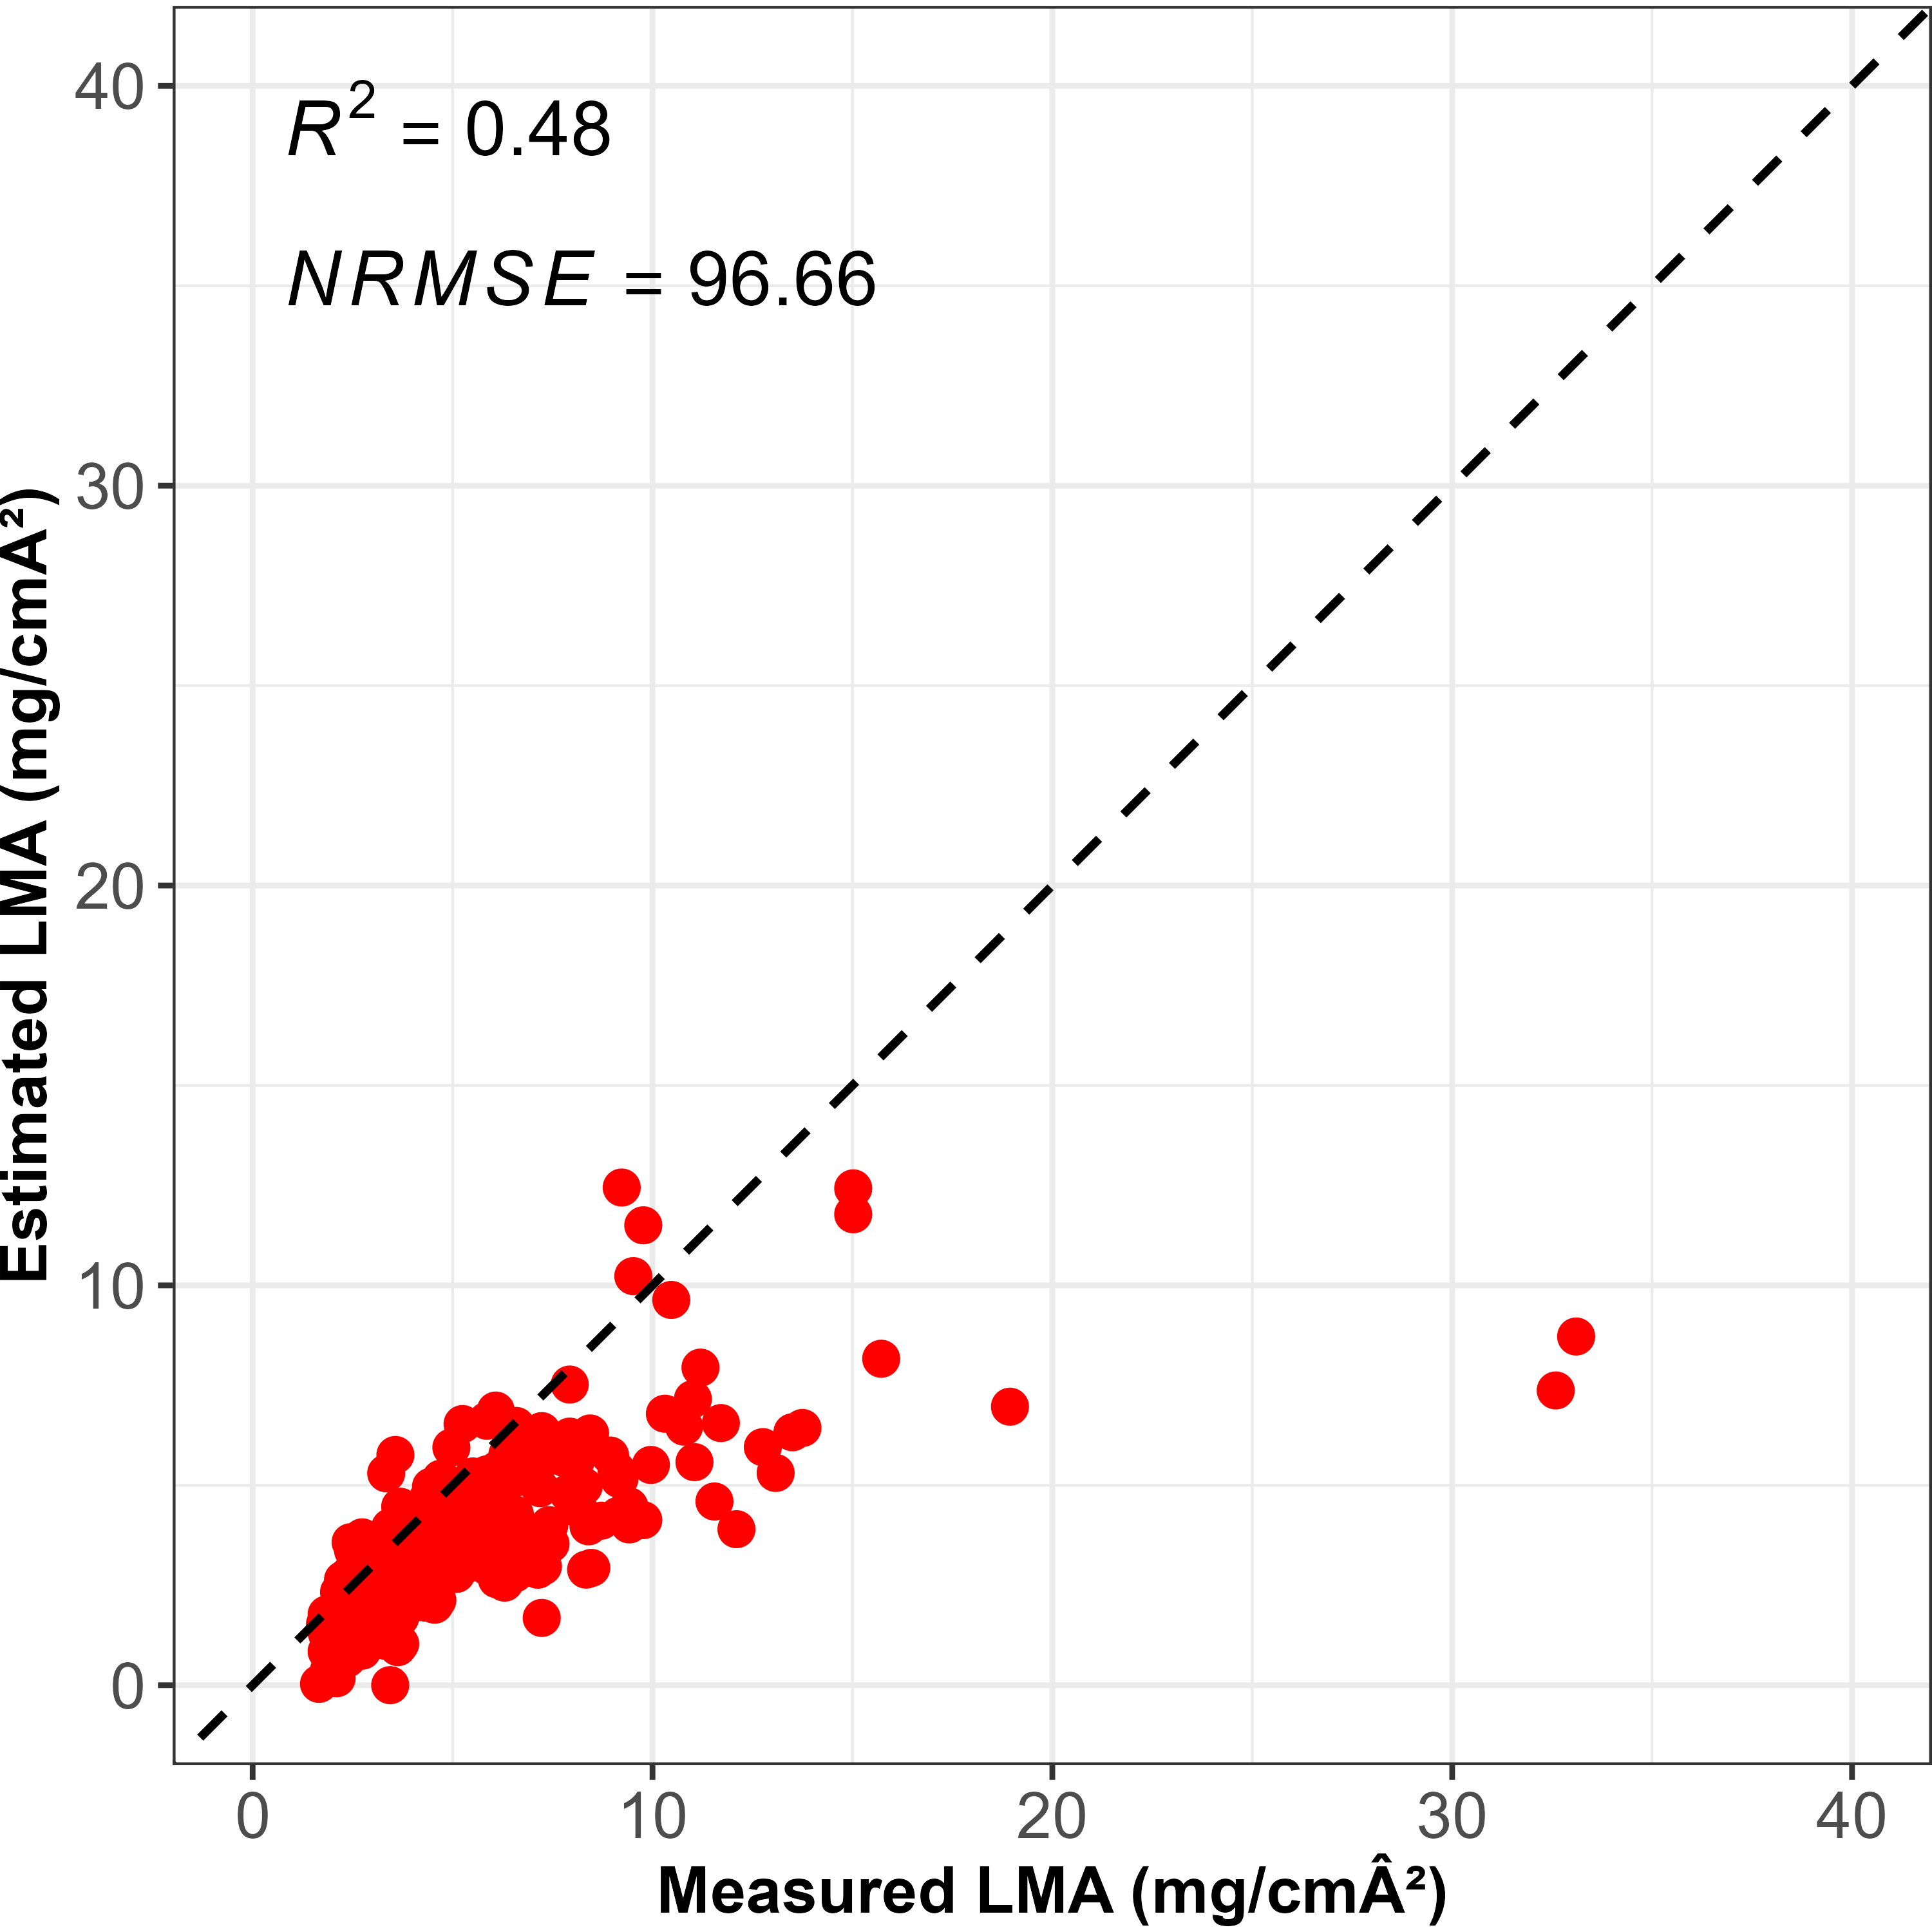 R² = 0.48
NRMSE = 96.66
40
30
20
10
0
Estimated LMA (mg/cmÂ²)
0 10 20 30 40
Measured LMA (mg/cmÂ²)